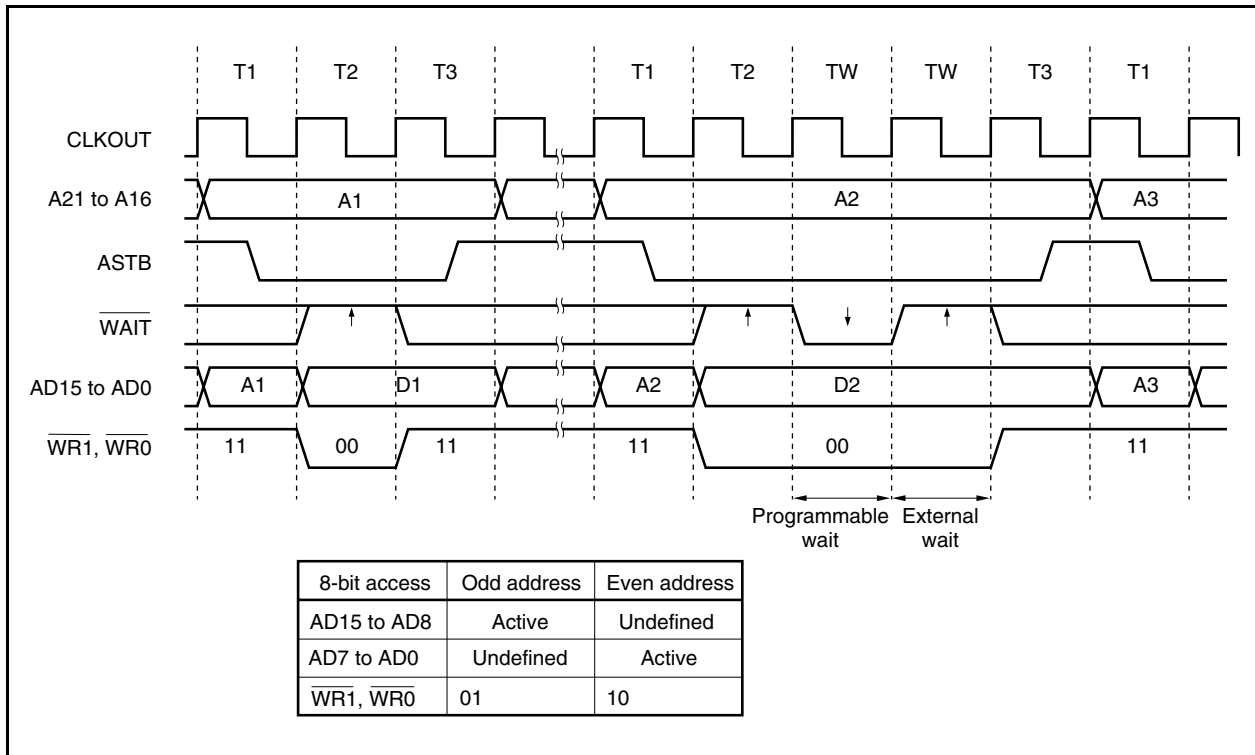 T1 T2 T3 T1 T2 TW TW T3 T1
CLKOUT
A21 to A16 A1 A2 A3
ASTB
WAIT
AD15 to AD0 A1 D1 A2 D2 A3
WR1, WR0 11 00 11 11 00 11
Programmable wait External wait
8-bit access Odd address Even address
AD15 to AD8 Active Undefined
AD7 to AD0 Undefined Active
WR1, WR0 01 10